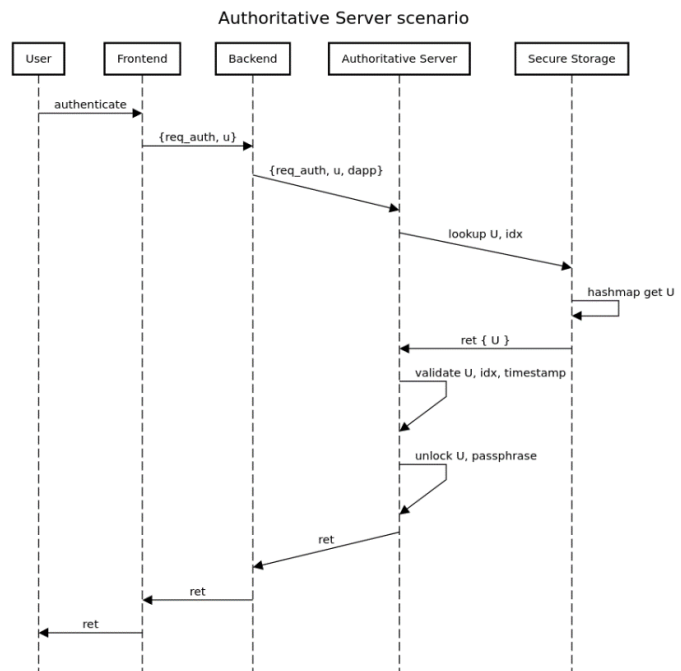 Authoritative Server scenario
User
Frontend
Backend
Authoritative Server
Secure Storage
authenticate
{req_auth, u}
{req_auth, u, dapp}
lookup U, idx
hashmap get U
ret { U }
validate U, idx, timestamp
unlock U, passphrase
ret
ret
ret